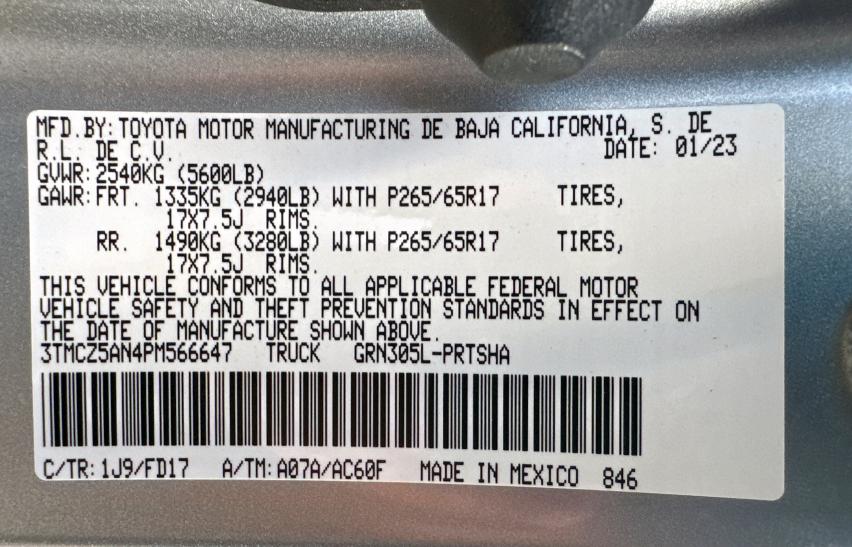 MFD.BY:TOYOTA MOTOR MANUFACTURING DE BAJA CALIFORNIA, S. DE
R.L. DE C.V. DATE: 01/23
GVWR:2540KG (5600LB)
GAWR:FRT. 1335KG (2940LB) WITH P265/65R17 TIRES,
17X7.5J RIMS.
RR. 1490KG (3280LB) WITH P265/65R17 TIRES,
17X7.5J RIMS.
THIS VEHICLE CONFORMS TO ALL APPLICABLE FEDERAL MOTOR
VEHICLE SAFETY AND THEFT PREVENTION STANDARDS IN EFFECT ON
THE DATE OF MANUFACTURE SHOWN ABOVE.
3TMCZ5AN4PM566647 TRUCK GRN305L-PRTSHA
C/TR:1J9/FD17 A/TM:A07A/AC60F MADE IN MEXICO 846